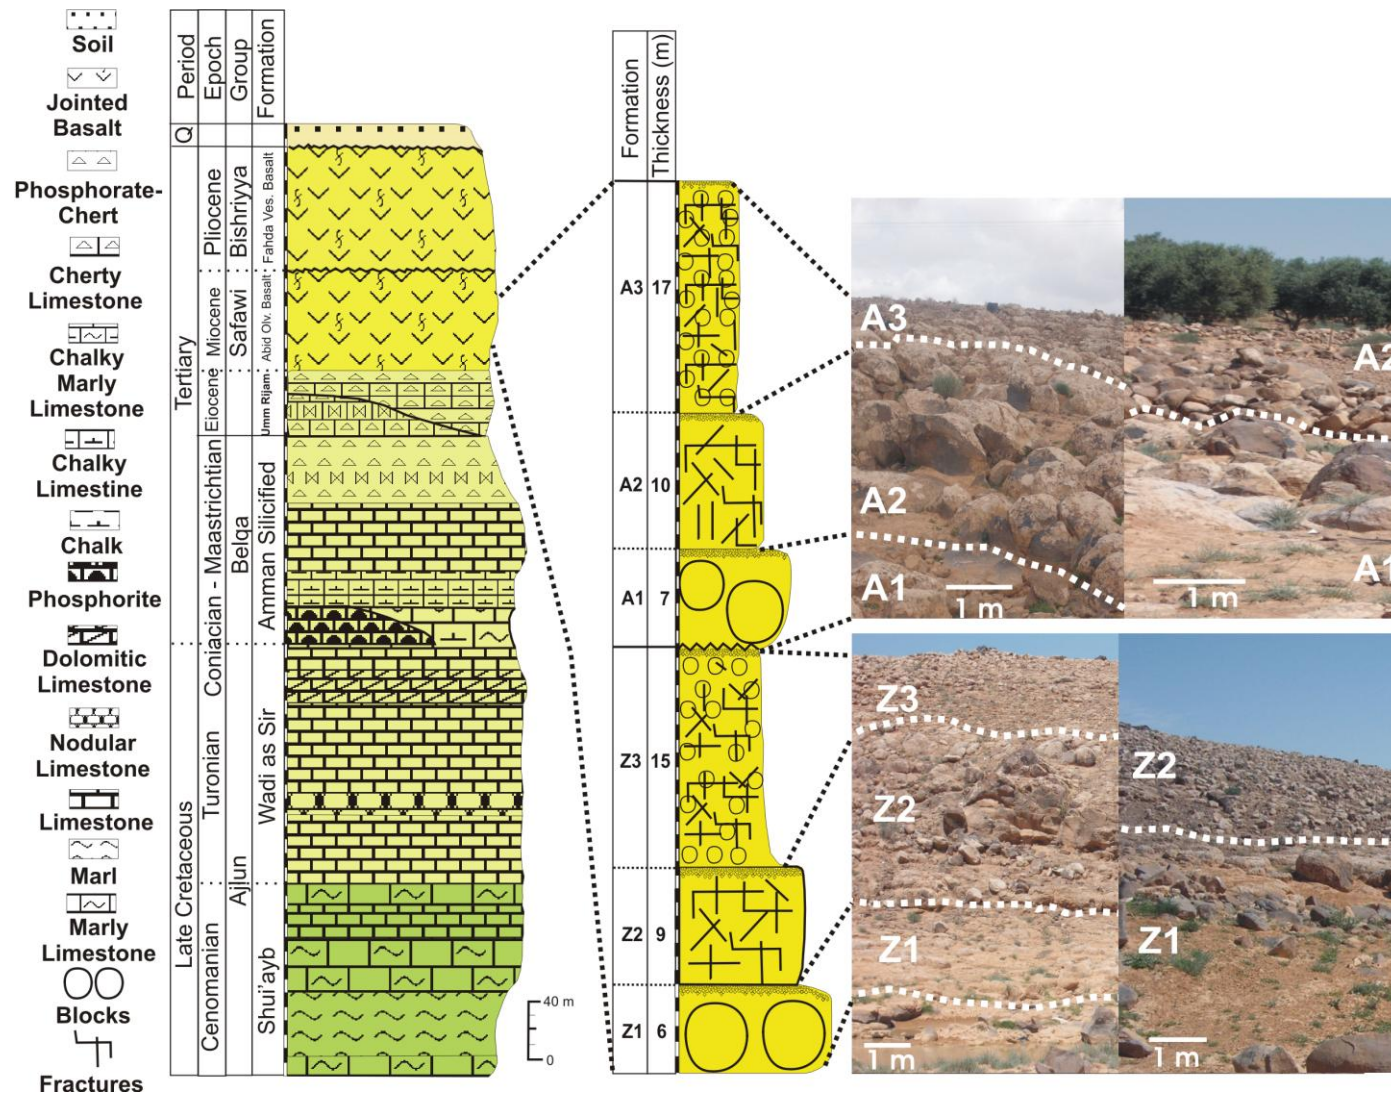 Soil
Jointed
Basalt
Phosphorate-
Chert
Cherty
Limestone
Chalky
Marly
Limestone
Chalky
Limestine
Chalk
Phosphorite
Dolomitic
Limestone
Nodular
Limestone
Limestone
Marl
Marly
Limestone
Blocks
Fractures
Period
Epoch
Group
Formation
Q
Tertiary
Late Cretaceous
Pliocene
Miocene
Eiocene
Coniacian - Maastrichtian
Turonian
Cenomanian
Bishriyya
Safawi
Belqa
Ajlun
Fahda Ves. Basalt
Abid Olv. Basalt
Umm Rijam
Amman Silicified
Wadi as Sir
Shui'ayb
40 m
0
Formation
Thickness (m)
A3 17
A2 10
A1 7
Z3 15
Z2 9
Z1 6
A3
A2
A1
1 m
A2
A1
1 m
Z3
Z2
Z1
1 m
Z2
Z1
1 m